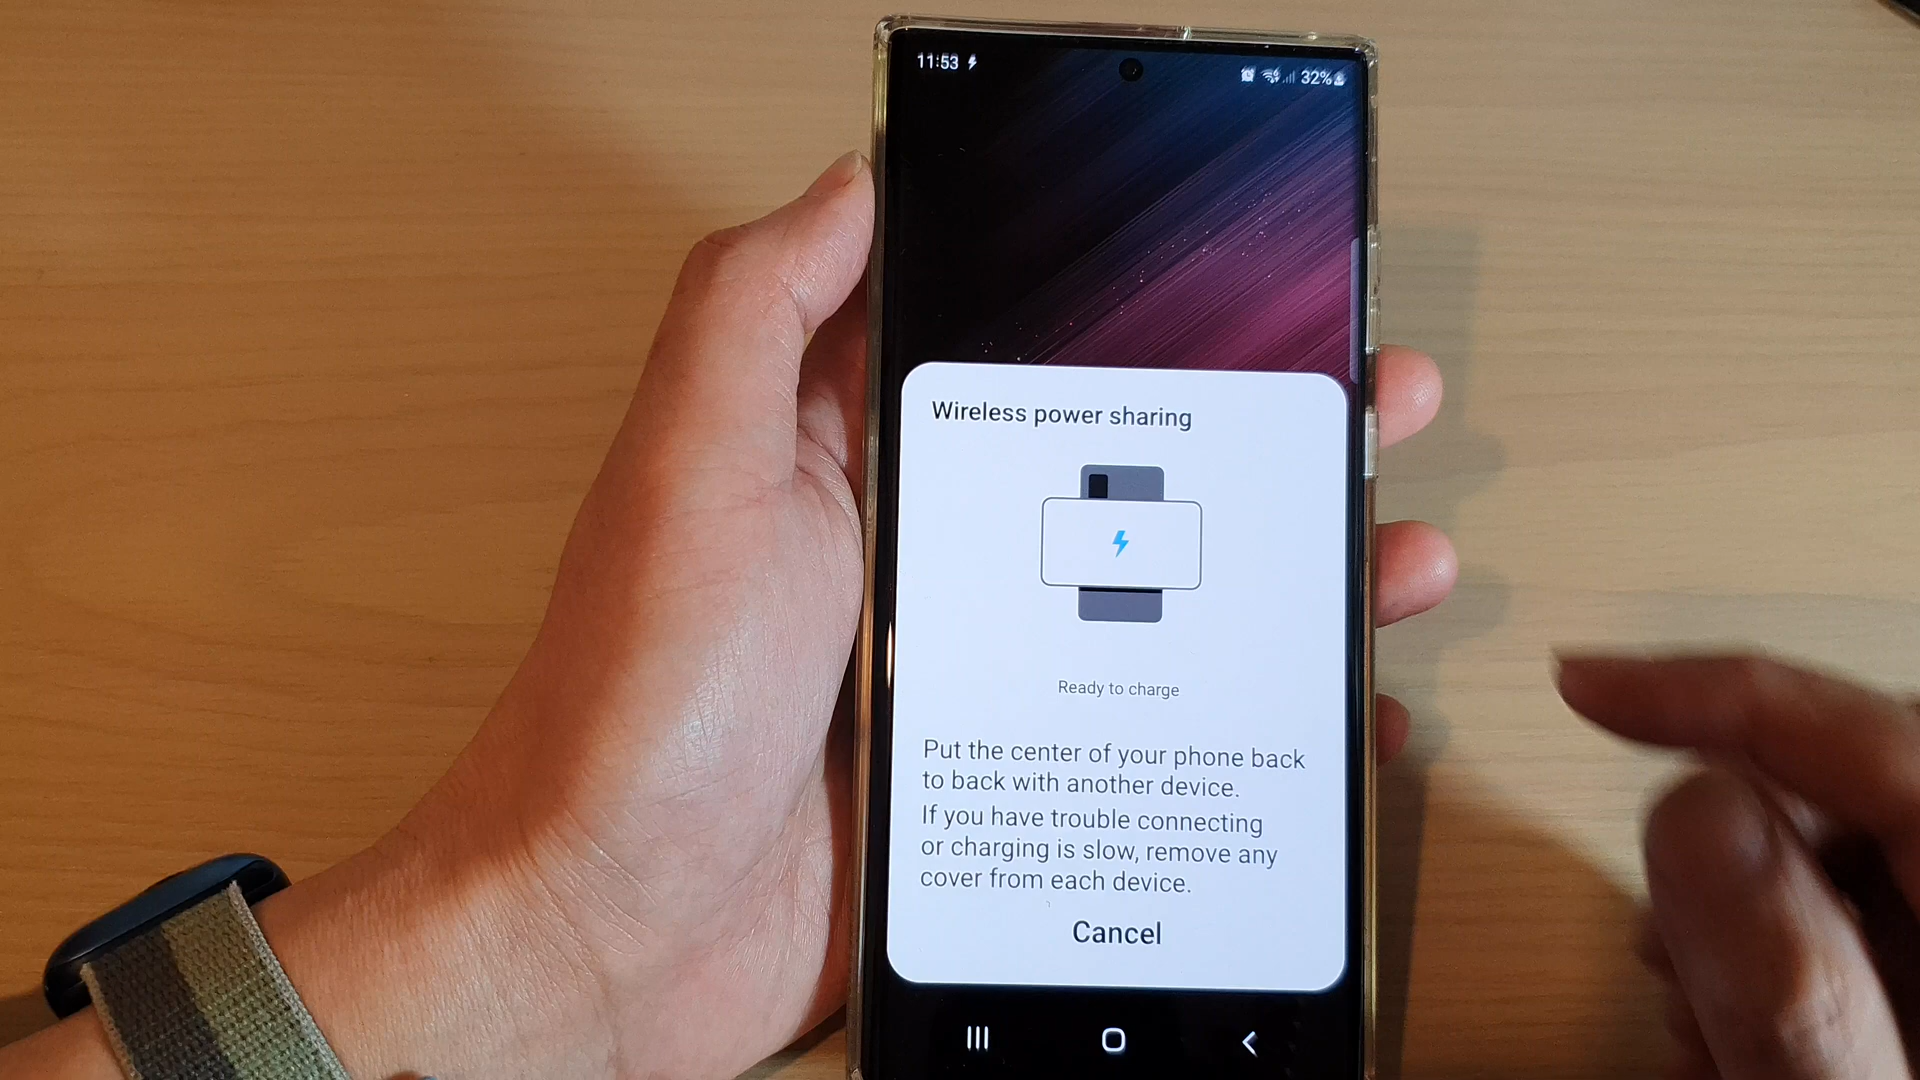 11:53
32%
Wireless power sharing
Ready to charge
Put the center of your phone back
to back with another device.
If you have trouble connecting
or charging is slow, remove any
cover from each device.
Cancel